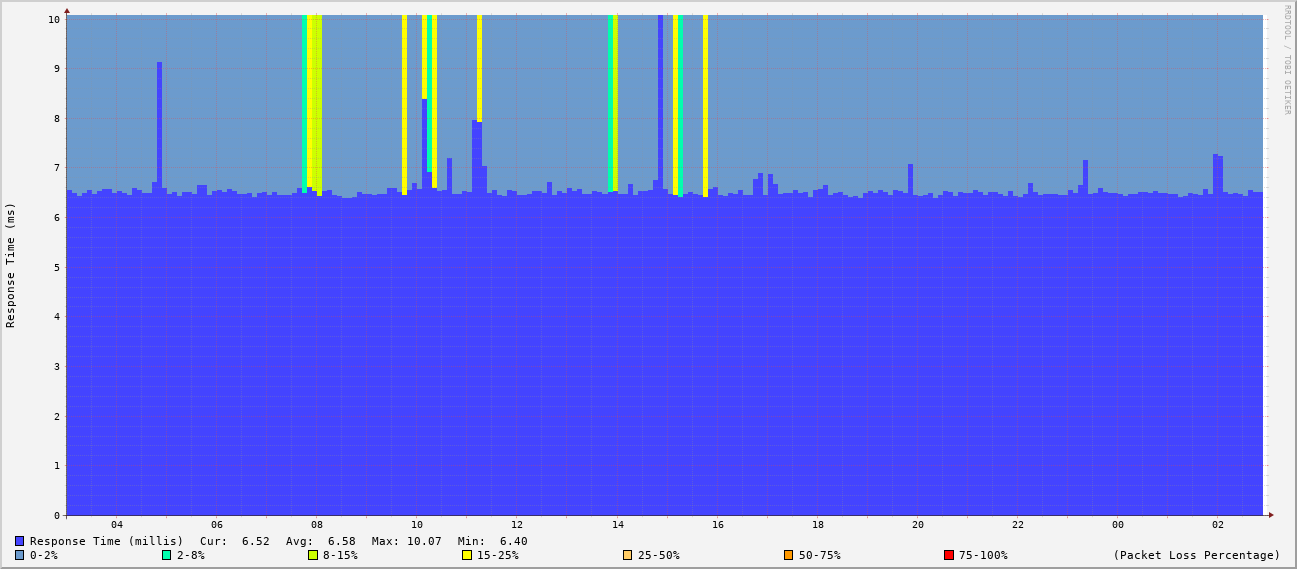 RRDTOOL / TOBI OETIKER
Response Time (ms)
10
9
8
7
6
5
4
3
2
1
0
04 06 08 10 12 14 16 18 20 22 00 02
Response Time (millis) Cur: 6.52 Avg: 6.58 Max: 10.07 Min: 6.40
0-2% 2-8% 8-15% 15-25% 25-50% 50-75% 75-100% (Packet Loss Percentage)